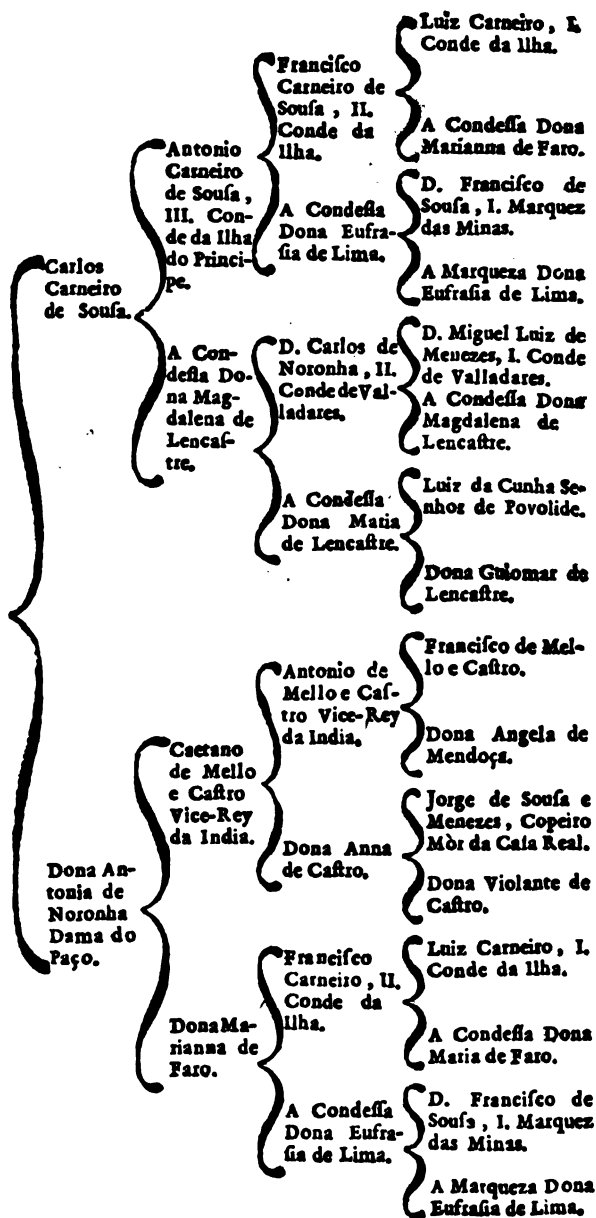 Carlos
Carneiro
de Souſa.
Dona An-
tonia de
Noronha
Dama do
Paço.
Antonio
Carneiro
de Souſa,
III. Con-
de da Ilha
do Princi-
pe.
A Con-
deſſa Do-
na Mag-
dalena de
Lencaſ-
tre.
Caetano
de Mello
e Caſtro
Vice-Rey
da India.
Dona Ma-
rianna de
Faro.
Franciſco
Carneiro de
Souſa, II.
Conde da
Ilha.
A Condeſſa
Dona Eufra-
ſia de Lima.
D. Carlos de
Noronha, II.
Conde de Val-
ladares.
A Condeſſa
Dona Maria
de Lencaſtre.
Antonio de
Mello e Caſ-
tro Vice-Rey
da India.
Dona Anna
de Caſtro.
Franciſco
Carneiro, II.
Conde da
Ilha.
A Condeſſa
Dona Eufra-
ſia de Lima.
Luiz Carneiro, I.
Conde da Ilha.
A Condeſſa Dona
Marianna de Faro.
D. Franciſco de
Souſa, I. Marquez
das Minas.
A Marqueza Dona
Eufraſia de Lima.
D. Miguel Luiz de
Menezes, I. Conde
de Valladares.
A Condeſſa Dona
Magdalena de
Lencaſtre.
Luiz da Cunha Se-
nhor de Povolide.
Dona Guiomar de
Lencaſtre.
Franciſco de Mel-
lo e Caſtro.
Dona Angela de
Mendoça.
Jorge de Souſa e
Menezes, Copeiro
Mòr da Caſa Real.
Dona Violante de
Caſtro.
Luiz Carneiro, I.
Conde da Ilha.
A Condeſſa Dona
Maria de Faro.
D. Franciſco de
Souſa, I. Marquez
das Minas.
A Marqueza Dona
Eufraſia de Lima.